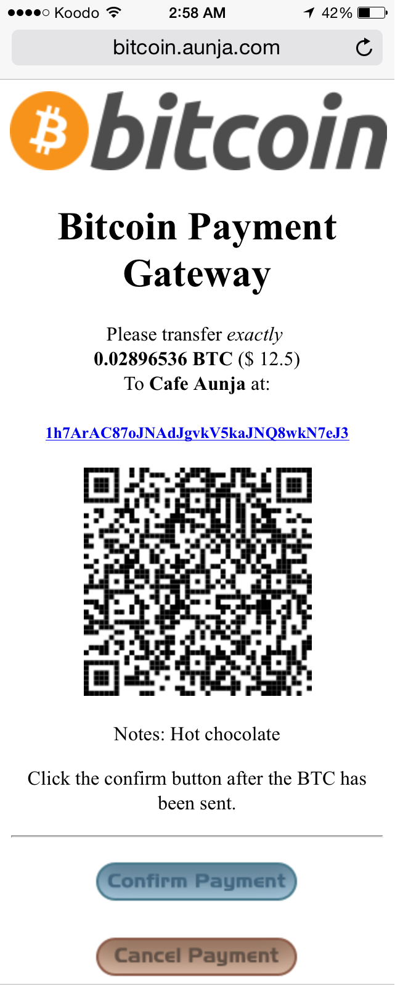 Koodo 2:58 AM 42%
bitcoin.aunja.com
bitcoin
Bitcoin Payment
Gateway
Please transfer exactly
0.02896536 BTC ($ 12.5)
To Cafe Aunja at:
1h7ArAC87oJNAdJgvkV5kaJNQ8wkN7eJ3
Notes: Hot chocolate
Click the confirm button after the BTC has
been sent.
Confirm Payment
Cancel Payment